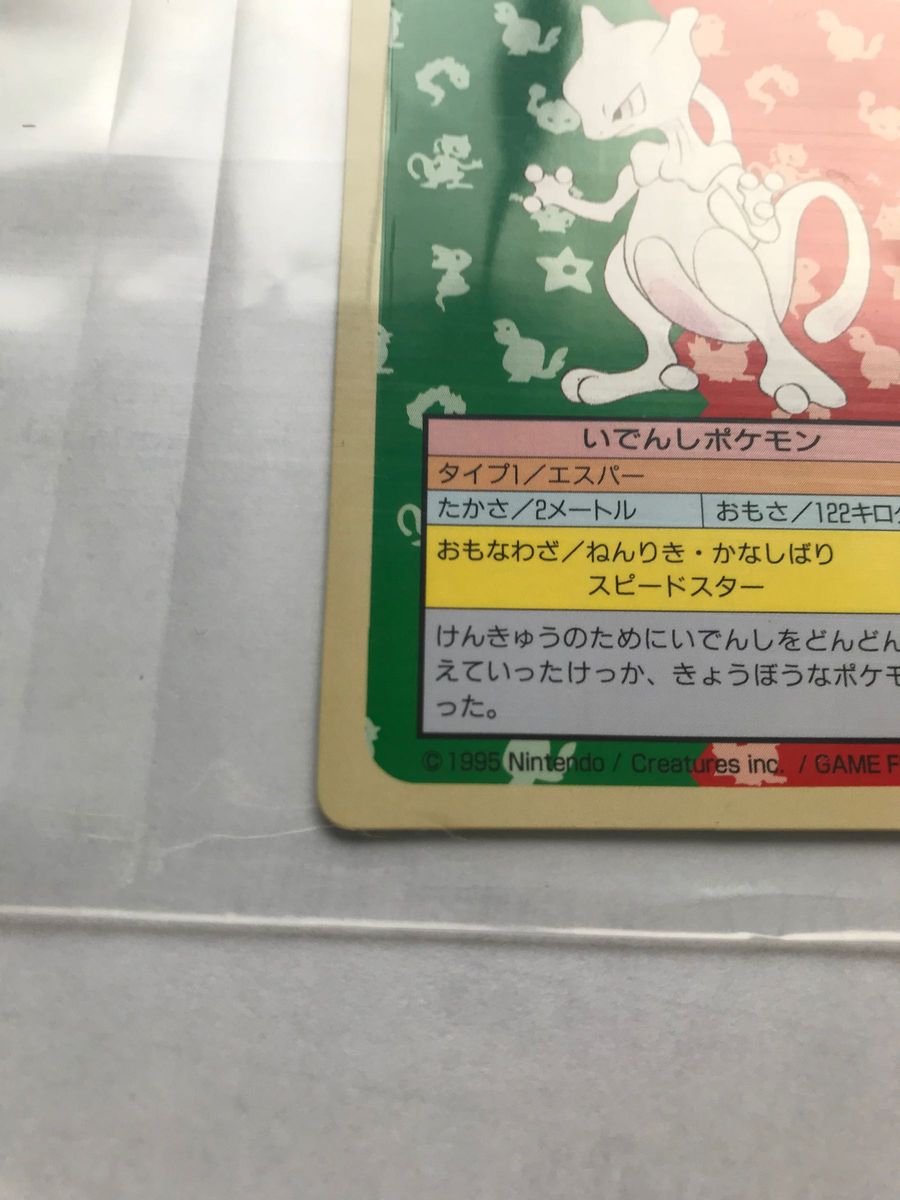 いでんしポケモン
タイプ1／エスパー
たかさ／2メートル
おもさ／122キロ
おもなわざ／ねんりき・かなしばり
スピードスター
けんきゅうのためにいでんしをどんどん
えていったけっか、きょうぼうなポケモ
った。
©1995 Nintendo / Creatures inc. / GAME F